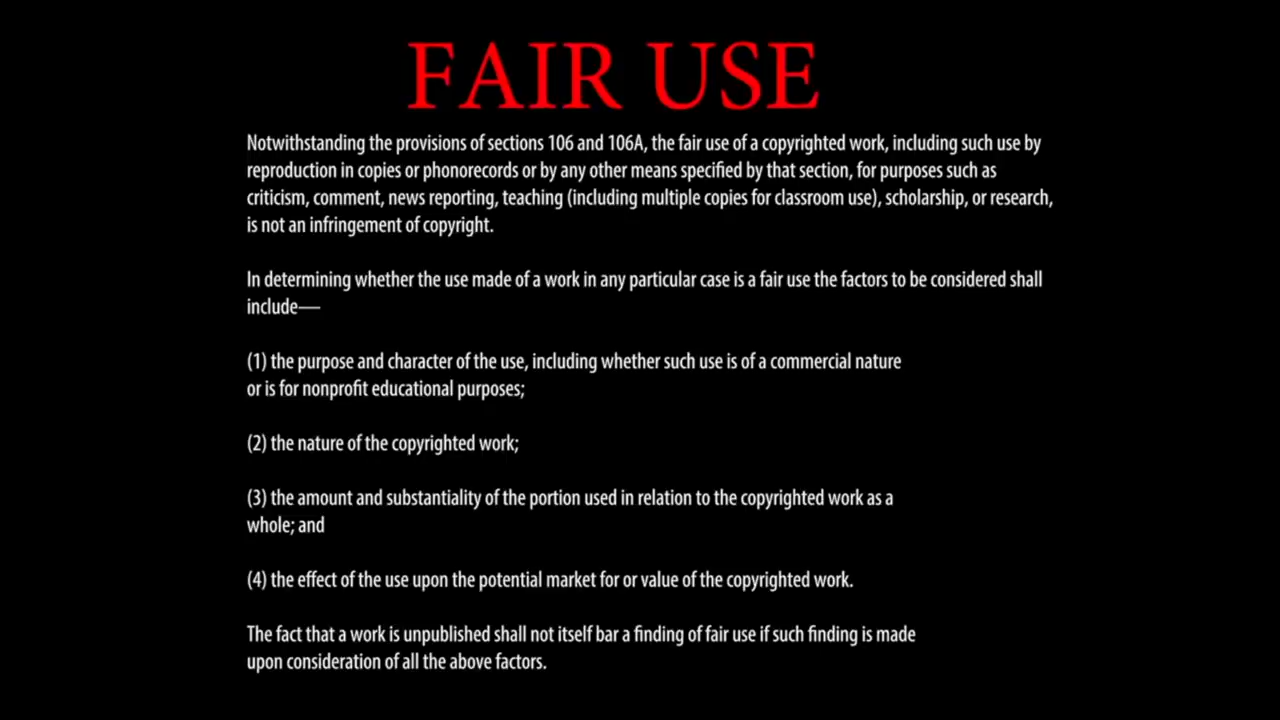 FAIR USE
Notwithstanding the provisions of sections 106 and 106A, the fair use of a copyrighted work, including such use by
reproduction in copies or phonorecords or by any other means specified by that section, for purposes such as
criticism, comment, news reporting, teaching (including multiple copies for classroom use), scholarship, or research,
is not an infringement of copyright.
In determining whether the use made of a work in any particular case is a fair use the factors to be considered shall
include—
(1) the purpose and character of the use, including whether such use is of a commercial nature
or is for nonprofit educational purposes;
(2) the nature of the copyrighted work;
(3) the amount and substantiality of the portion used in relation to the copyrighted work as a
whole; and
(4) the effect of the use upon the potential market for or value of the copyrighted work.
The fact that a work is unpublished shall not itself bar a finding of fair use if such finding is made
upon consideration of all the above factors.